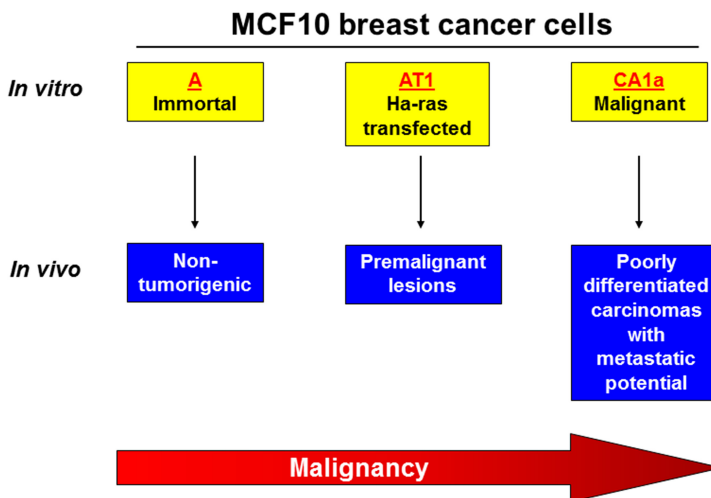 MCF10 breast cancer cells
In vitro
A
Immortal
AT1
Ha-ras
transfected
CA1a
Malignant
In vivo
Non-
tumorigenic
Premalignant
lesions
Poorly
differentiated
carcinomas
with
metastatic
potential
Malignancy